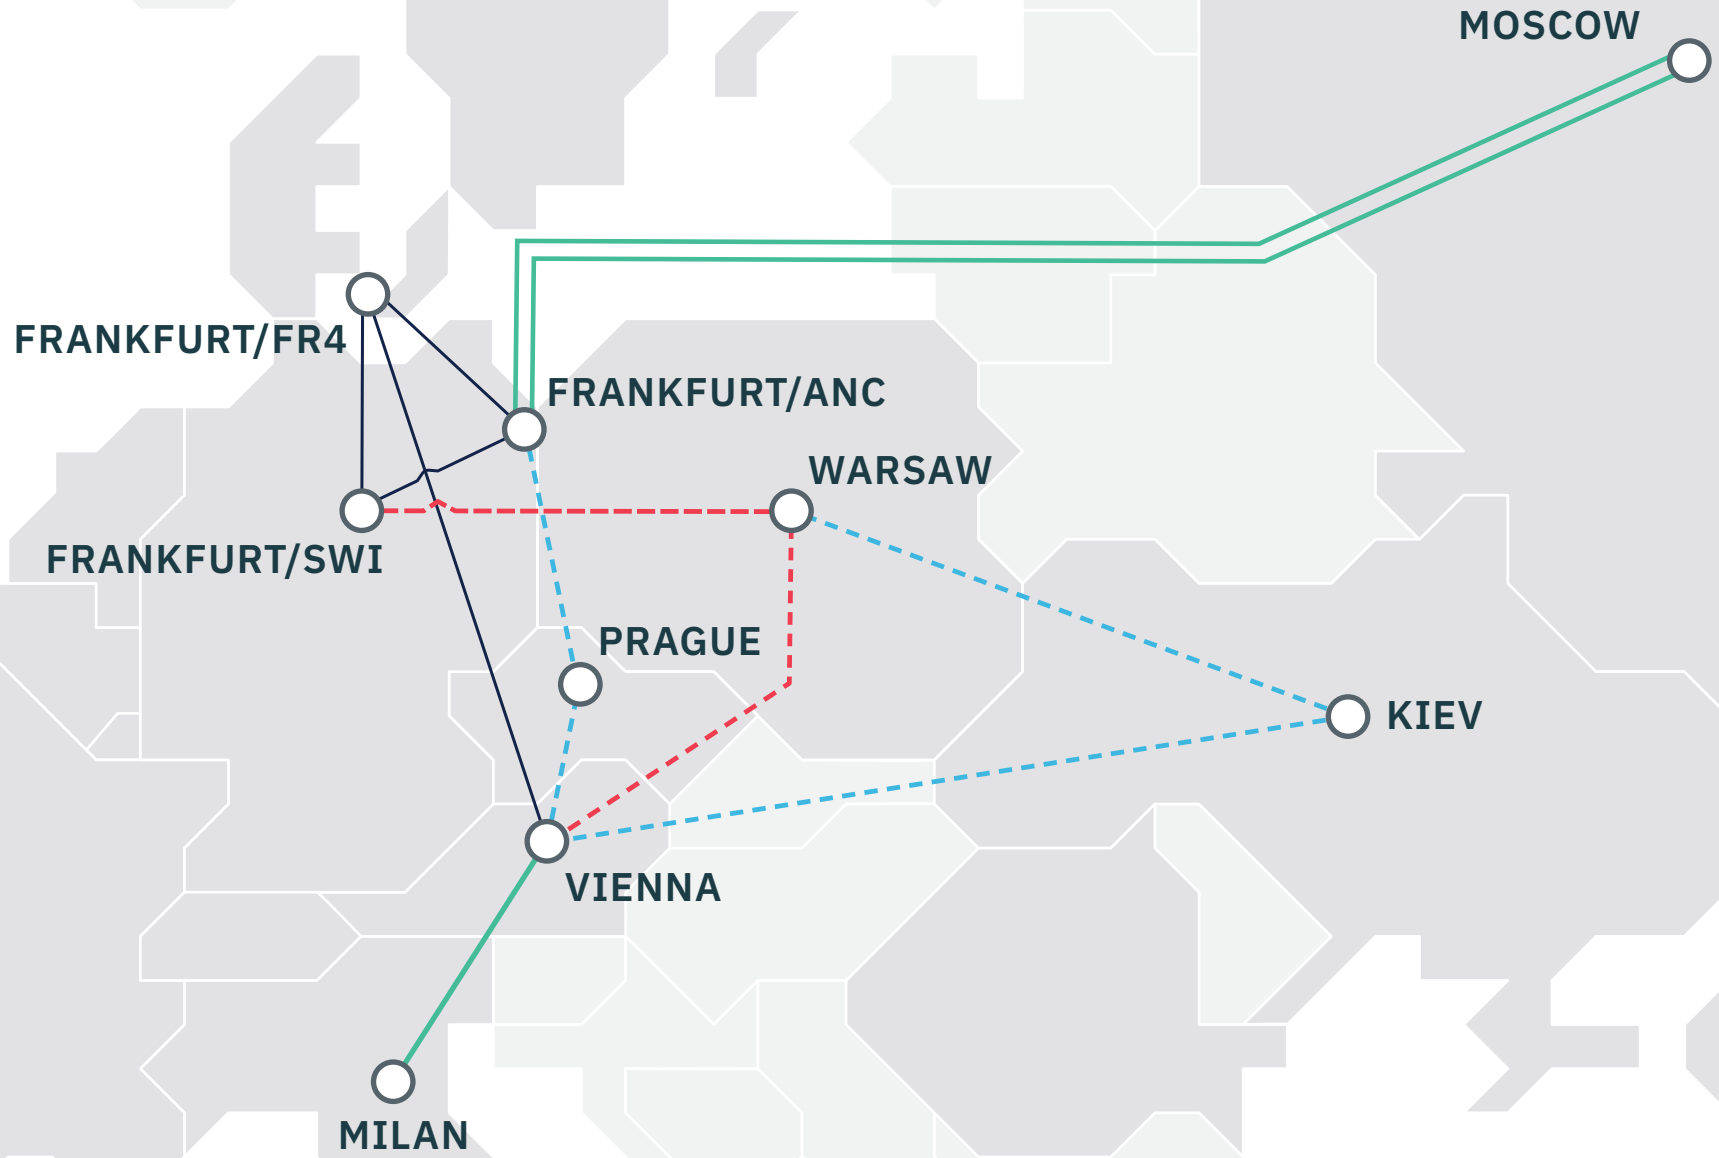 MOSCOW
FRANKFURT/FR4
FRANKFURT/ANC
WARSAW
FRANKFURT/SWI
PRAGUE
KIEV
VIENNA
MILAN